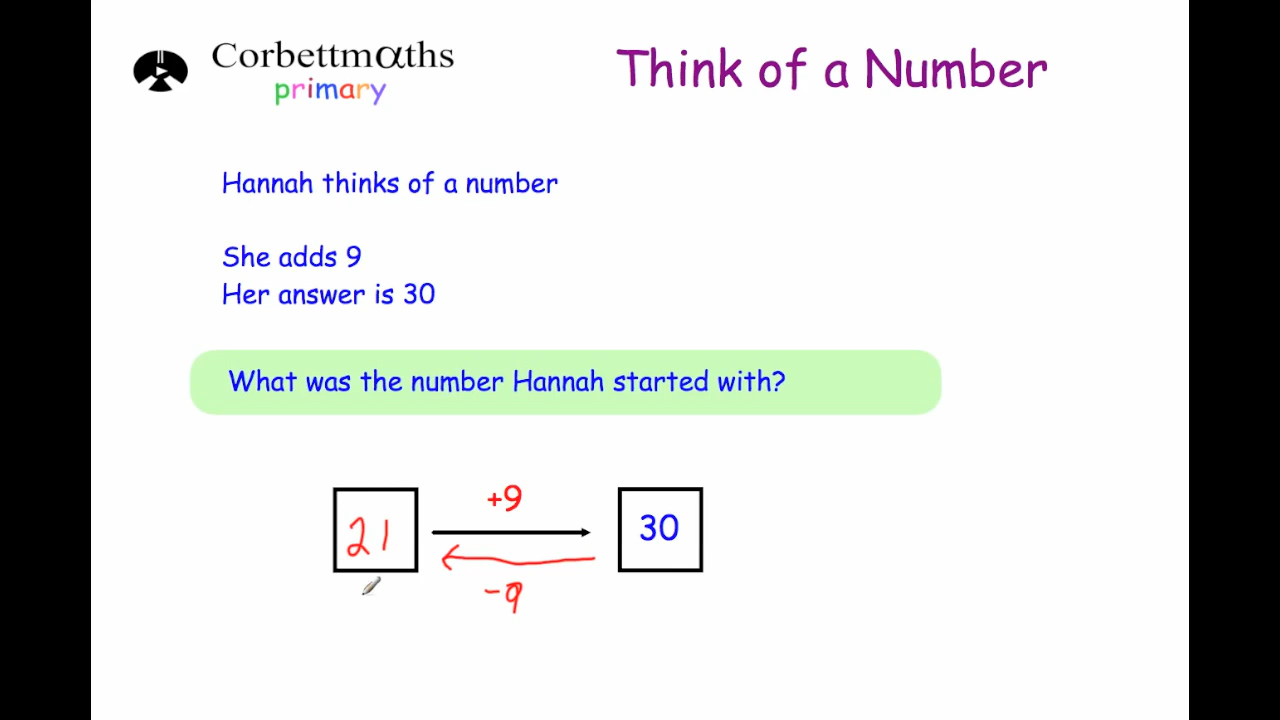 Corbettmαths
primary
Think of a Number
Hannah thinks of a number
She adds 9
Her answer is 30
What was the number Hannah started with?
+9
21
30
-9